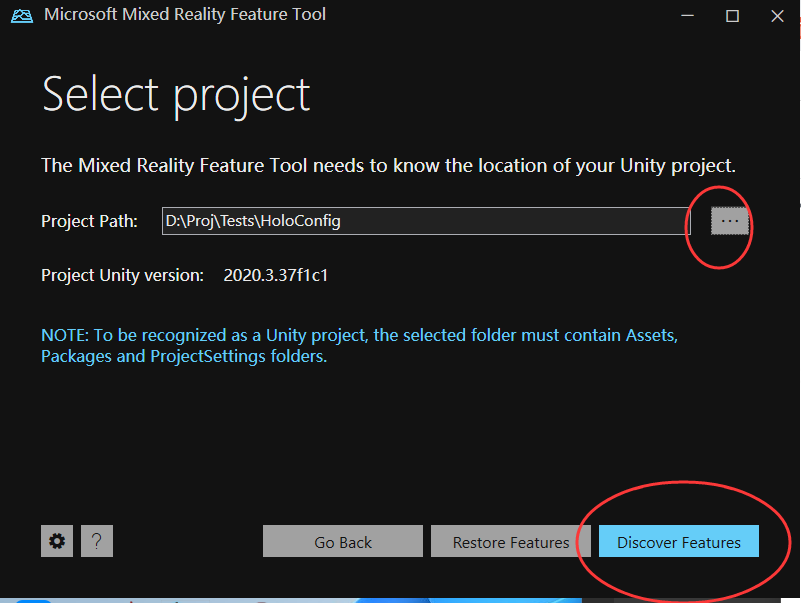 Microsoft Mixed Reality Feature Tool
Select project
The Mixed Reality Feature Tool needs to know the location of your Unity project.
Project Path: D:\Proj\Tests\HoloConfig ...
Project Unity version: 2020.3.37f1c1
NOTE: To be recognized as a Unity project, the selected folder must contain Assets,
Packages and ProjectSettings folders.
? Go Back Restore Features Discover Features